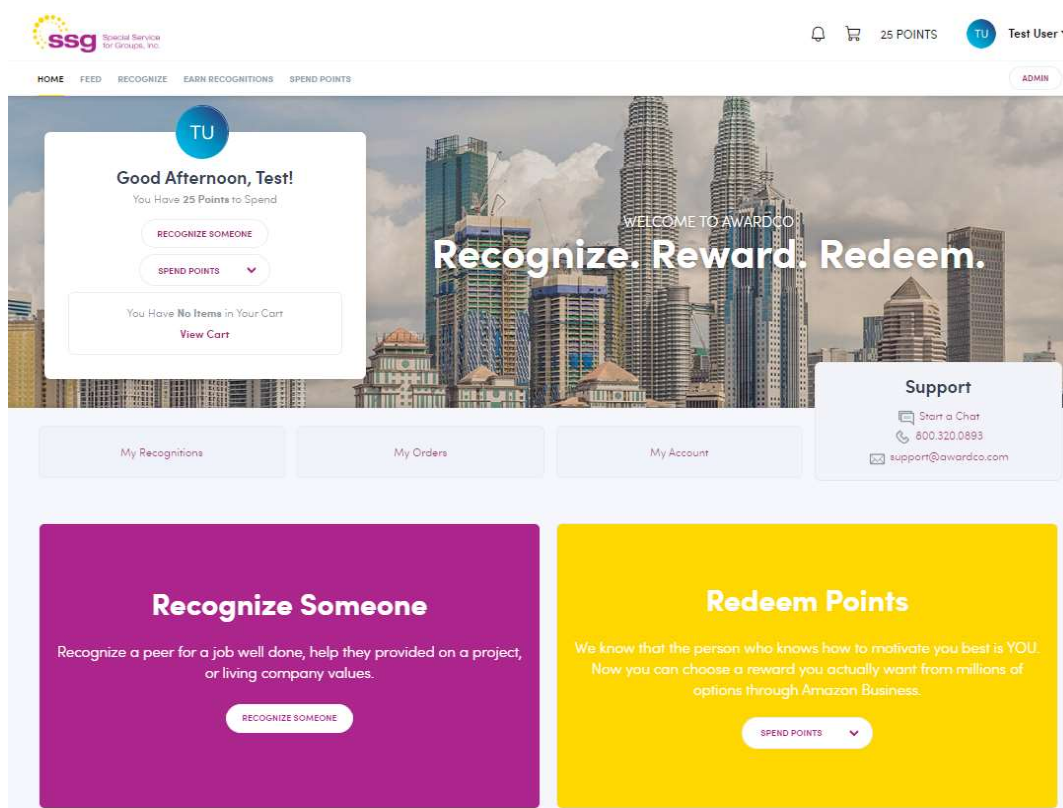 ssg Special Service
for Groups, Inc.
25 POINTS
TU
Test User
HOME FEED RECOGNIZE EARN RECOGNITIONS SPEND POINTS
ADMIN
TU
Good Afternoon, Test!
You Have 25 Points to Spend
RECOGNIZE SOMEONE
SPEND POINTS
You Have No Items in Your Cart
View Cart
WELCOME TO AWARDCO
Recognize. Reward. Redeem.
Support
Start a Chat
800.320.0893
support@awardco.com
My Recognitions
My Orders
My Account
Recognize Someone
Recognize a peer for a job well done, help they provided on a project,
or living company values.
RECOGNIZE SOMEONE
Redeem Points
We know that the person who knows how to motivate you best is YOU.
Now you can choose a reward you actually want from millions of
options through Amazon Business.
SPEND POINTS